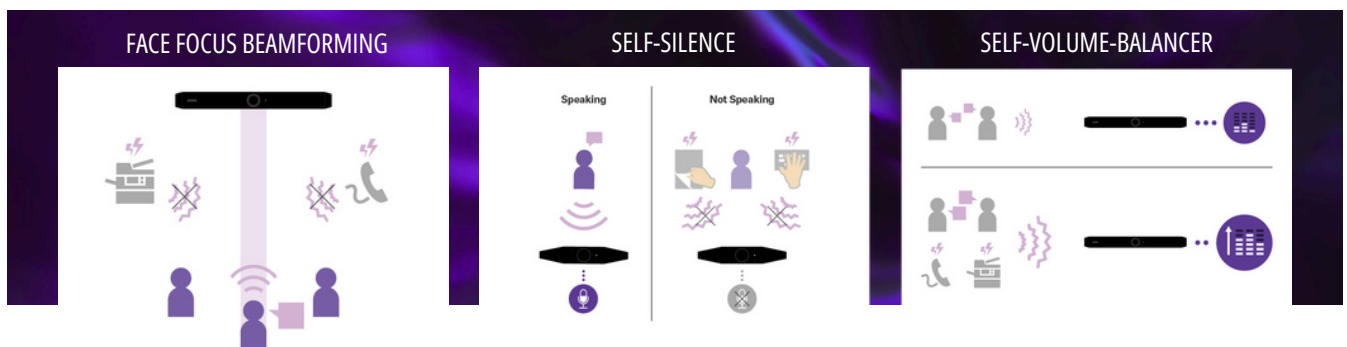 FACE FOCUS BEAMFORMING
SELF-SILENCE
SELF-VOLUME-BALANCER
Speaking
Not Speaking